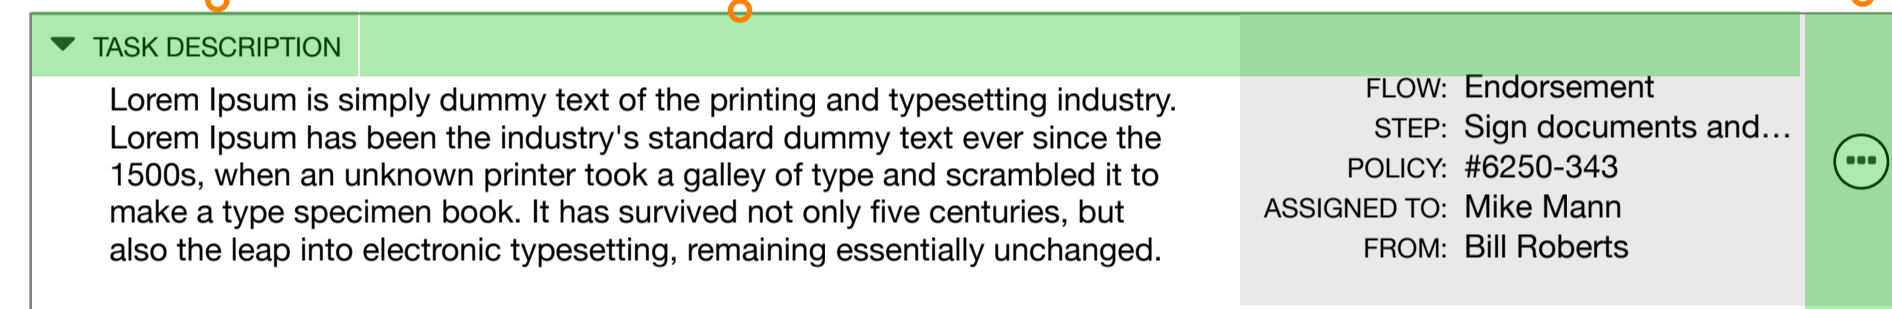 TASK DESCRIPTION
Lorem Ipsum is simply dummy text of the printing and typesetting industry.
Lorem Ipsum has been the industry's standard dummy text ever since the
1500s, when an unknown printer took a galley of type and scrambled it to
make a type specimen book. It has survived not only five centuries, but
also the leap into electronic typesetting, remaining essentially unchanged.
FLOW: Endorsement
STEP: Sign documents and...
POLICY: #6250-343
ASSIGNED TO: Mike Mann
FROM: Bill Roberts